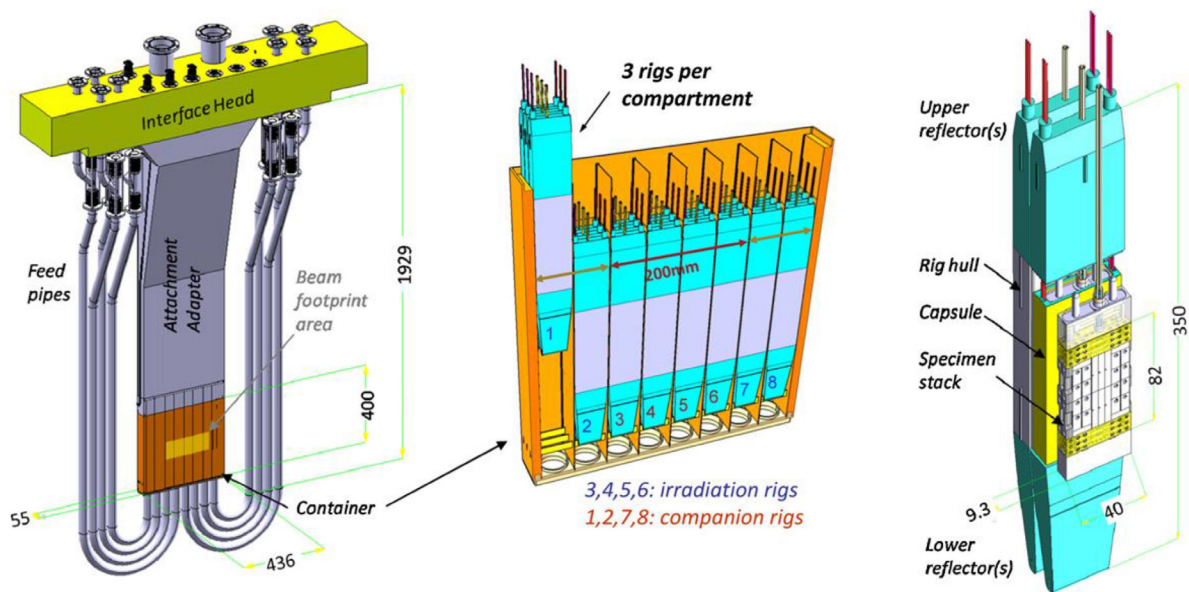 Interface Head
Feed
pipes
Attachment
Adapter
Beam
footprint
area
1929
400
55
436
Container
3 rigs per
compartment
200mm
1
2
3
4
5
6
7
8
3,4,5,6: irradiation rigs
1,2,7,8: companion rigs
Upper
reflector(s)
Rig hull
Capsule
Specimen
stack
82
350
9.3
40
Lower
reflector(s)